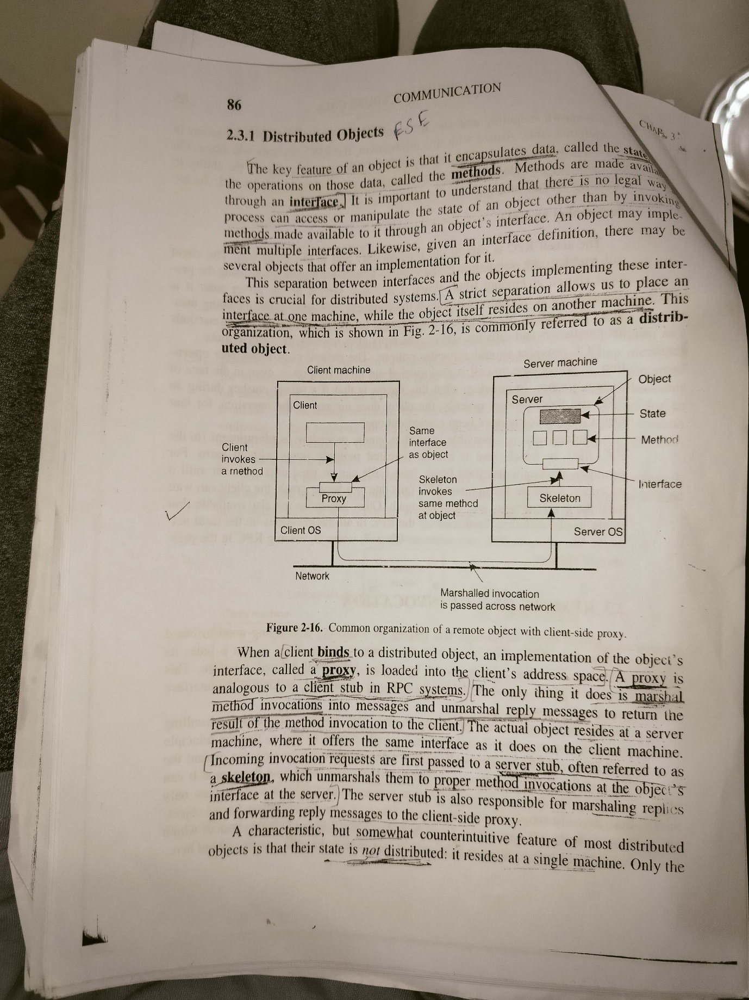 86
COMMUNICATION
CHAP. 3
2.3.1 Distributed Objects ESE
The key feature of an object is that it encapsulates data, called the state
the operations on those data, called the methods. Methods are made
through an interface. It is important to understand that there is no legal way
process can access or manipulate the state of an object other than by invoking
methods made available to it through an object's interface. An object may imple-
ment multiple interfaces. Likewise, given an interface definition, there may be
several objects that offer an implementation for it.
This separation between interfaces and the objects implementing these inter-
faces is crucial for distributed systems. A strict separation allows us to place an
interface at one machine, while the object itself resides on another machine. This
organization, which is shown in Fig. 2-16, is commonly referred to as a distrib-
uted object.
Client machine
Server machine
Object
Client
Server
State
Same
interface
as object
Method
Client
invokes
a method
Skeleton
invokes
same method
at object
Interface
Proxy
Skeleton
Client OS
Server OS
Network
Marshalled invocation
is passed across network
Figure 2-16. Common organization of a remote object with client-side proxy.
When a client binds to a distributed object, an implementation of the object's
interface, called a proxy, is loaded into the client's address space. A proxy is
analogous to a client stub in RPC systems. The only thing it does is marshal
method invocations into messages and unmarshal reply messages to return the
result of the method invocation to the client. The actual object resides at a server
machine, where it offers the same interface as it does on the client machine.
Incoming invocation requests are first passed to a server stub, often referred to as
a skeleton, which unmarshals them to proper method invocations at the object's
interface at the server. The server stub is also responsible for marshaling replies
and forwarding reply messages to the client-side proxy.
A characteristic, but somewhat counterintuitive feature of most distributed
objects is that their state is not distributed: it resides at a single machine. Only the